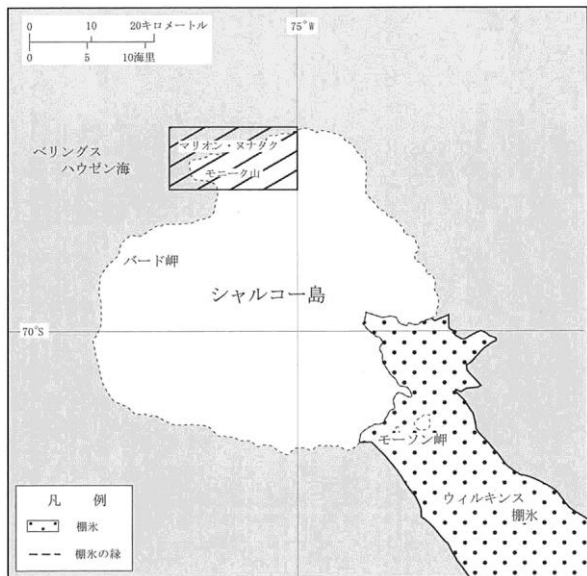 0 10 20キロメートル
0 5 10海里
75°W
ベリングス
ハウゼン海
マリオン・ヌナタク
モニーク山
バード岬
シャルコー島
70°S
モーソン岬
ウィルキンス
棚氷
凡 例
棚氷
棚氷の縁